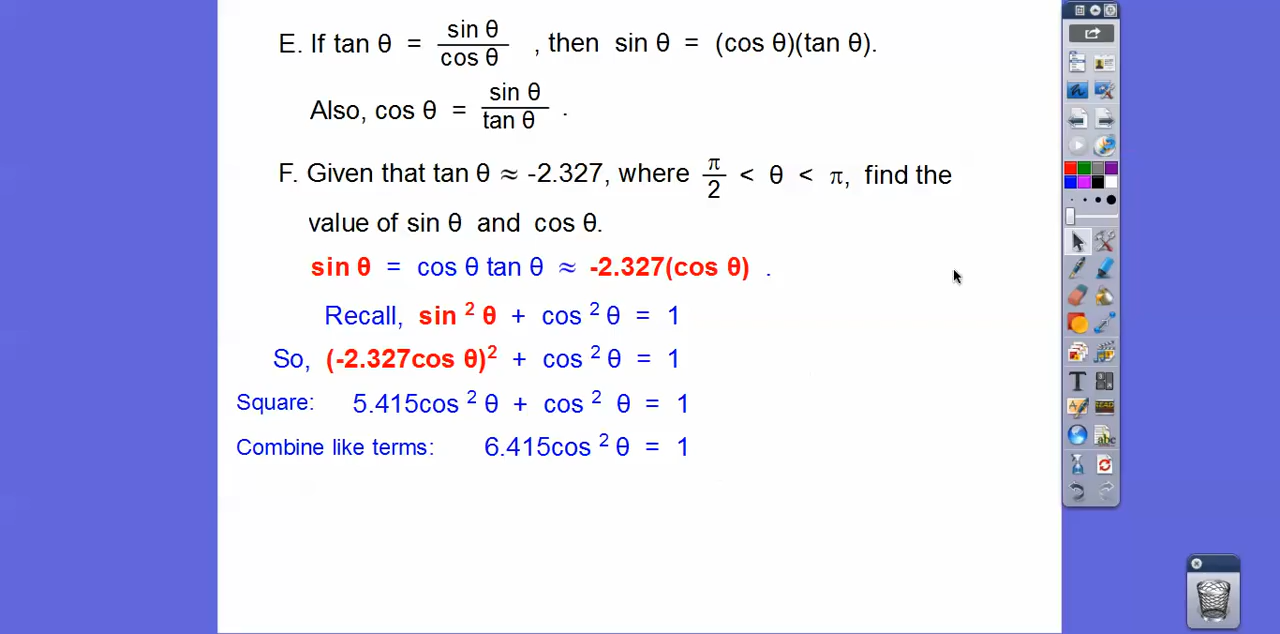 E. If tan θ = sin θ / cos θ , then sin θ = (cos θ)(tan θ).
Also, cos θ = sin θ / tan θ .
F. Given that tan θ ≈ -2.327, where π/2 < θ < π, find the
value of sin θ and cos θ.
sin θ = cos θ tan θ ≈ -2.327(cos θ) .
Recall, sin ² θ + cos ² θ = 1
So, (-2.327cos θ)² + cos ² θ = 1
Square: 5.415cos ² θ + cos ² θ = 1
Combine like terms: 6.415cos ² θ = 1